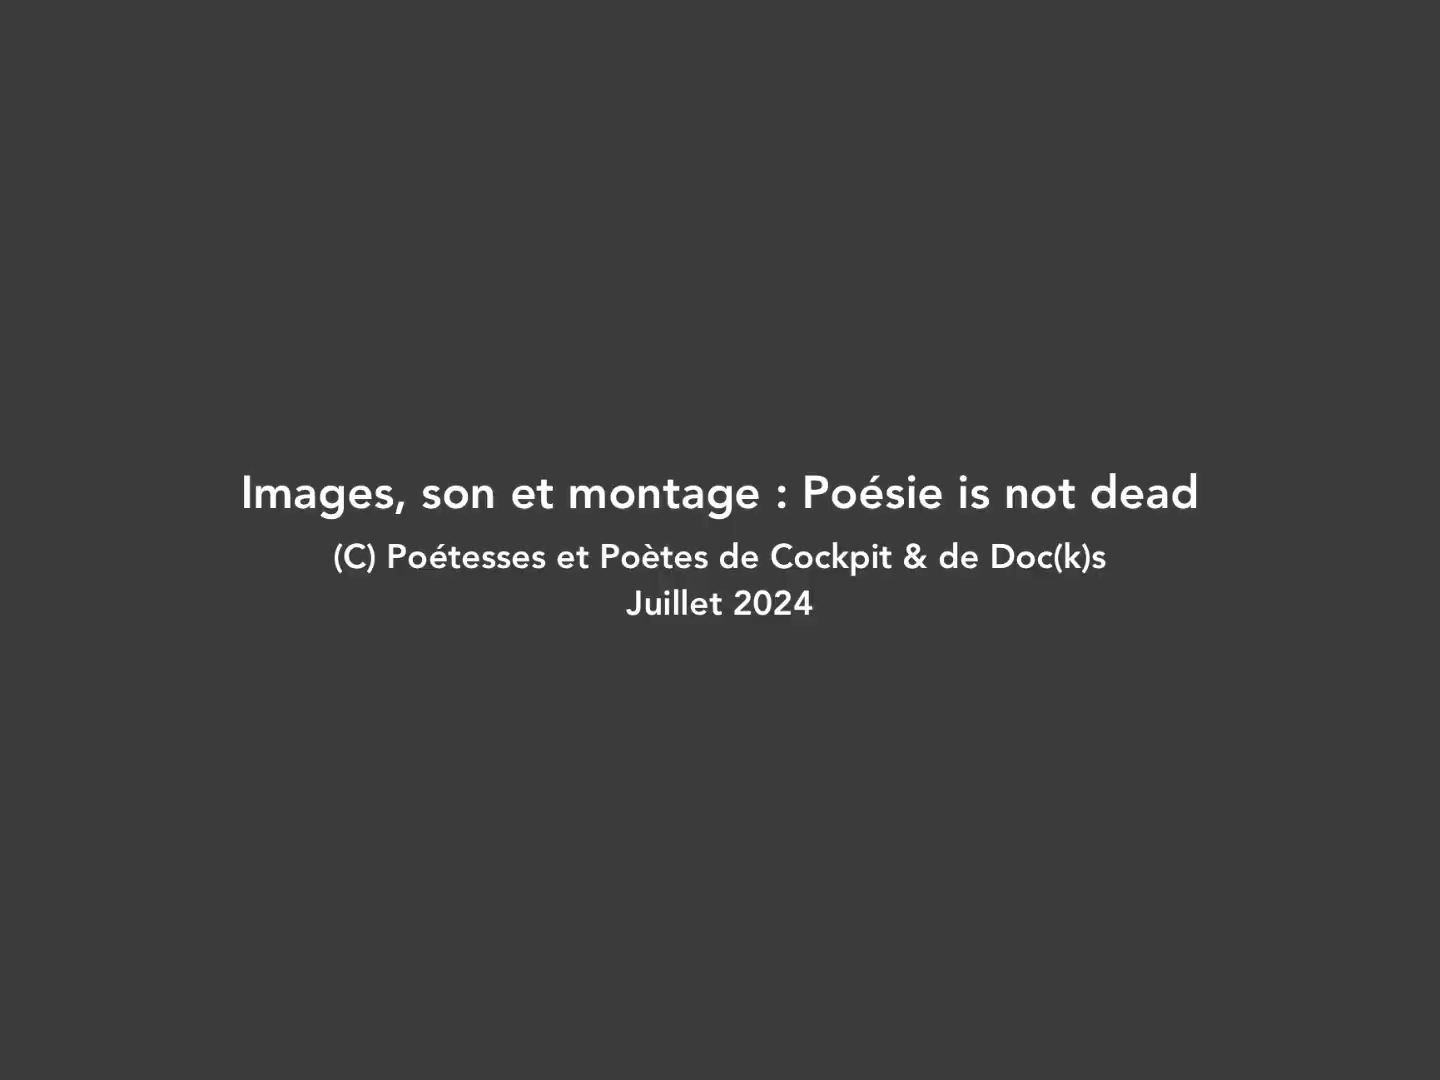 Images, son et montage : Poésie is not dead
(C) Poétesses et Poètes de Cockpit & de Doc(k)s
Juillet 2024